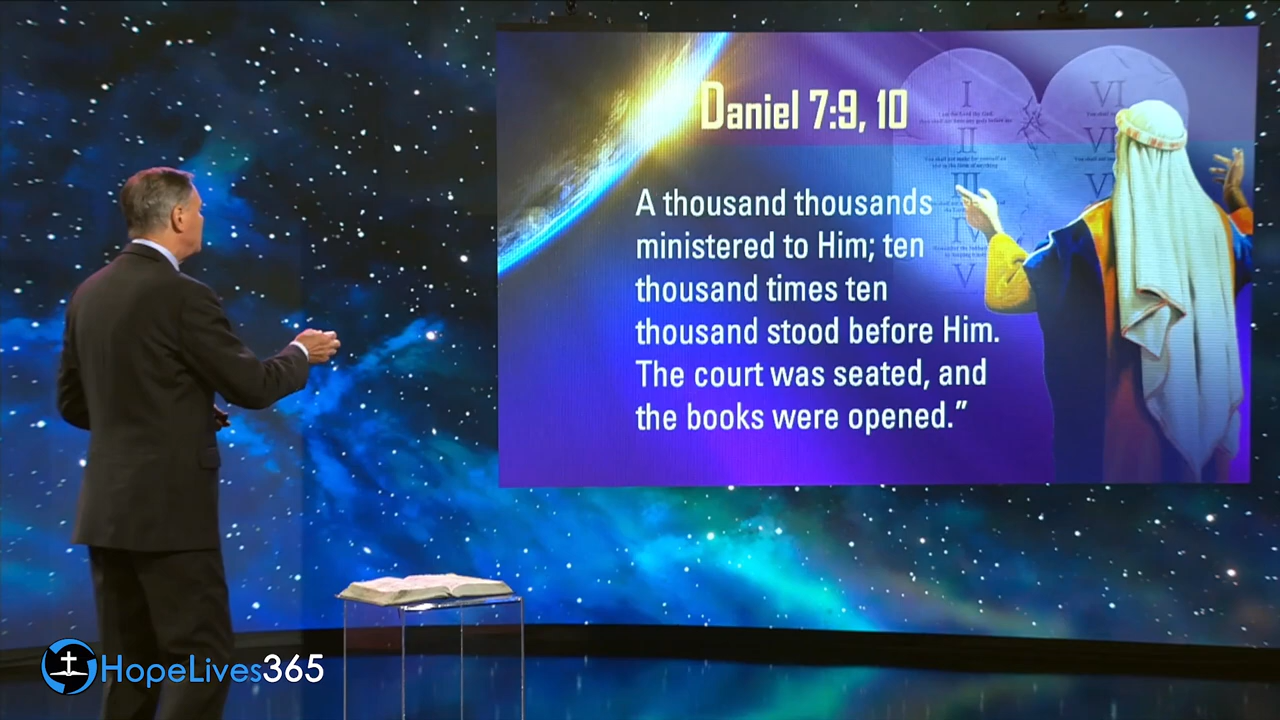 Daniel 7:9, 10
I
VI
II
VI
III
V
IV
V
A thousand thousands
ministered to Him; ten
thousand times ten
thousand stood before Him.
The court was seated, and
the books were opened.”
HopeLives365